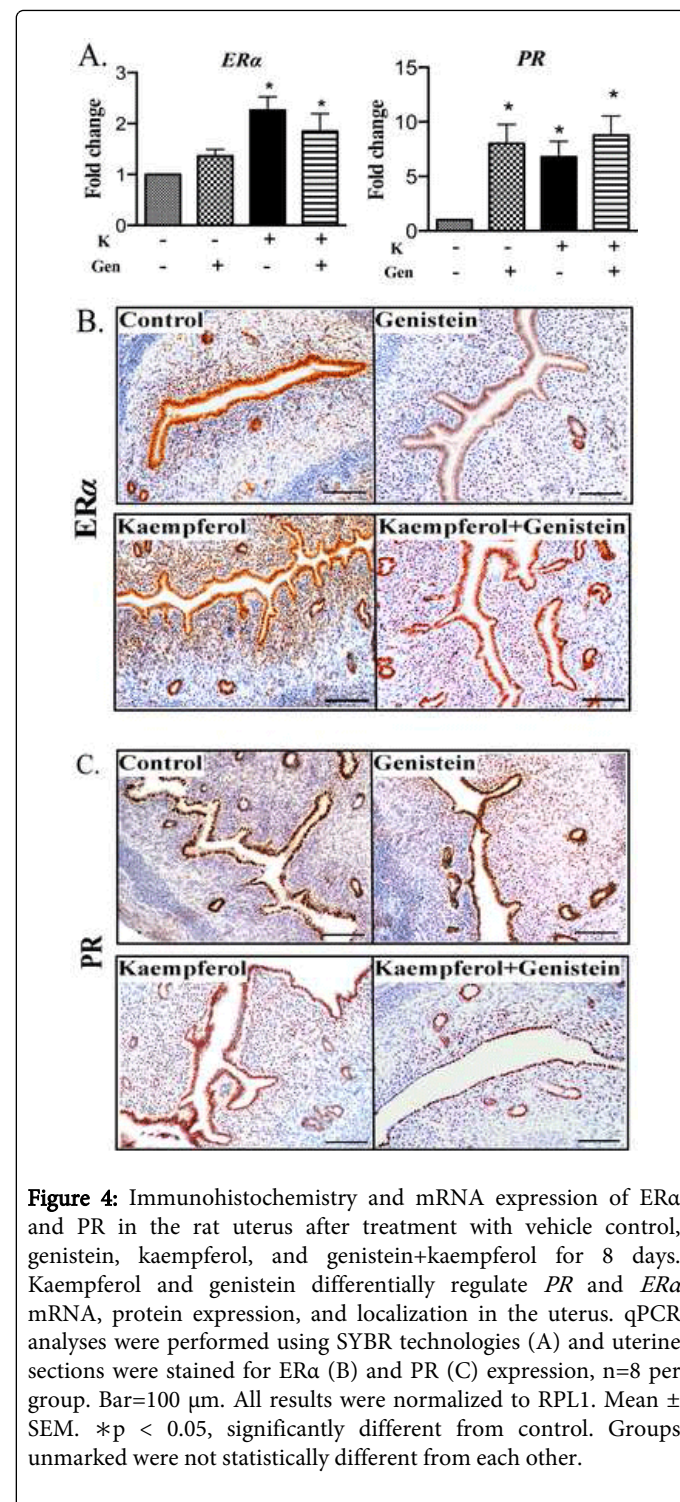 A.
ERα
3
2
1
0
Fold change
*
*
K - - + +
Gen - + - +
PR
15
10
5
0
Fold change
*
*
*
K - - + +
Gen - + - +
B.
ERα
Control
Genistein
Kaempferol
Kaempferol+Genistein
C.
PR
Control
Genistein
Kaempferol
Kaempferol+Genistein
Figure 4: Immunohistochemistry and mRNA expression of ERα
and PR in the rat uterus after treatment with vehicle control,
genistein, kaempferol, and genistein+kaempferol for 8 days.
Kaempferol and genistein differentially regulate PR and ERα
mRNA, protein expression, and localization in the uterus. qPCR
analyses were performed using SYBR technologies (A) and uterine
sections were stained for ERα (B) and PR (C) expression, n=8 per
group. Bar=100 μm. All results were normalized to RPL1. Mean ±
SEM. ∗p < 0.05, significantly different from control. Groups
unmarked were not statistically different from each other.